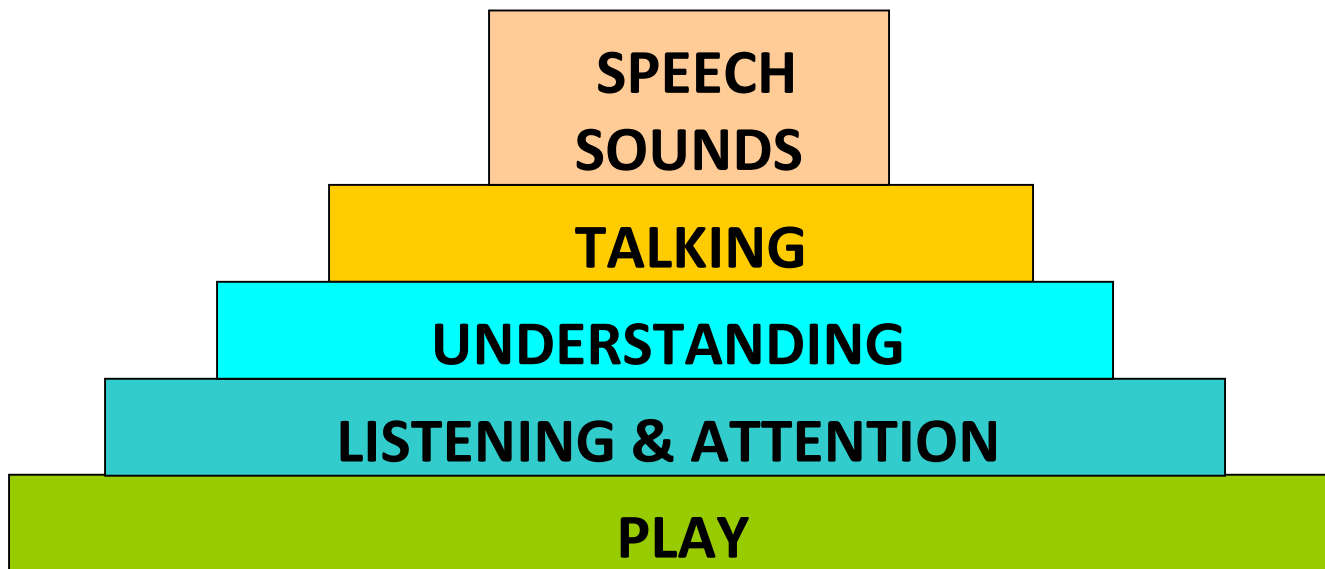 SPEECH
SOUNDS
TALKING
UNDERSTANDING
LISTENING & ATTENTION
PLAY